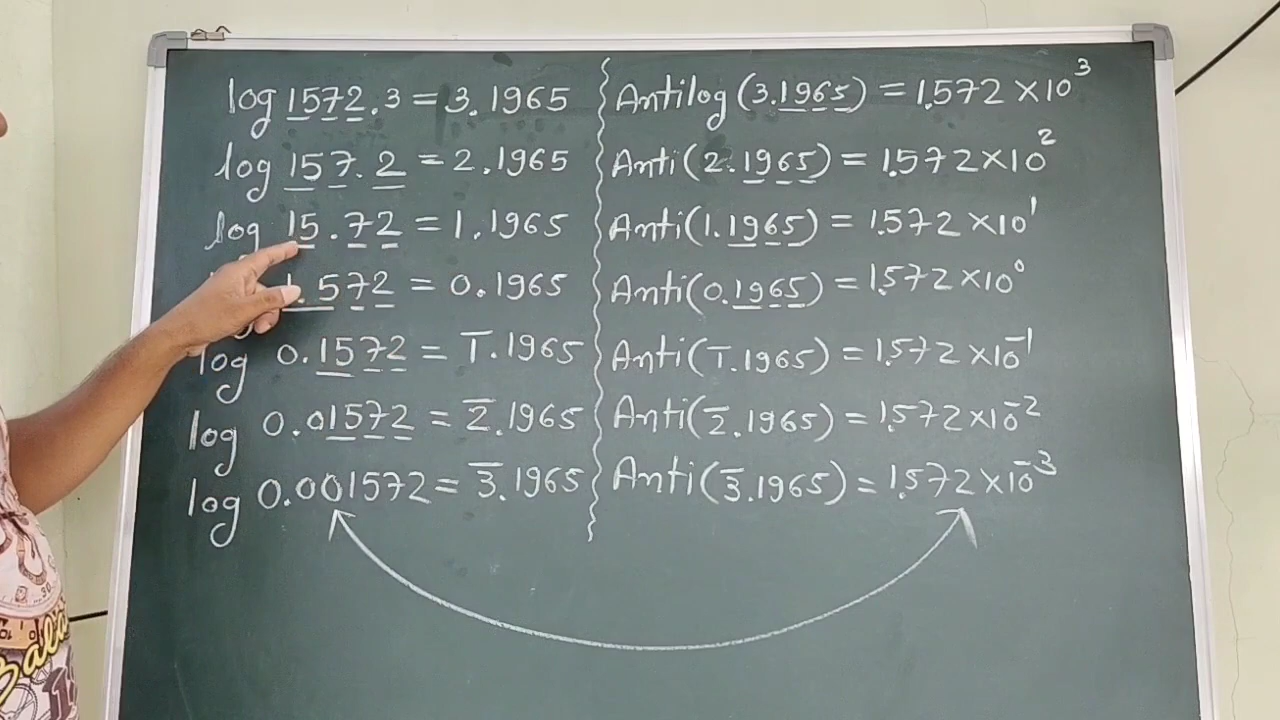 log 1572.3 = 3.1965
log 157.2 = 2.1965
log 15.72 = 1.1965
1.572 = 0.1965
log 0.1572 = 1̅.1965
log 0.01572 = 2̅.1965
log 0.001572 = 3̅.1965
Antilog (3.1965) = 1.572 × 10³
Anti (2.1965) = 1.572 × 10²
Anti (1.1965) = 1.572 × 10¹
Anti (0.1965) = 1.572 × 10⁰
Anti (1̅.1965) = 1.572 × 10⁻¹
Anti (2̅.1965) = 1.572 × 10⁻²
Anti (3̅.1965) = 1.572 × 10⁻³